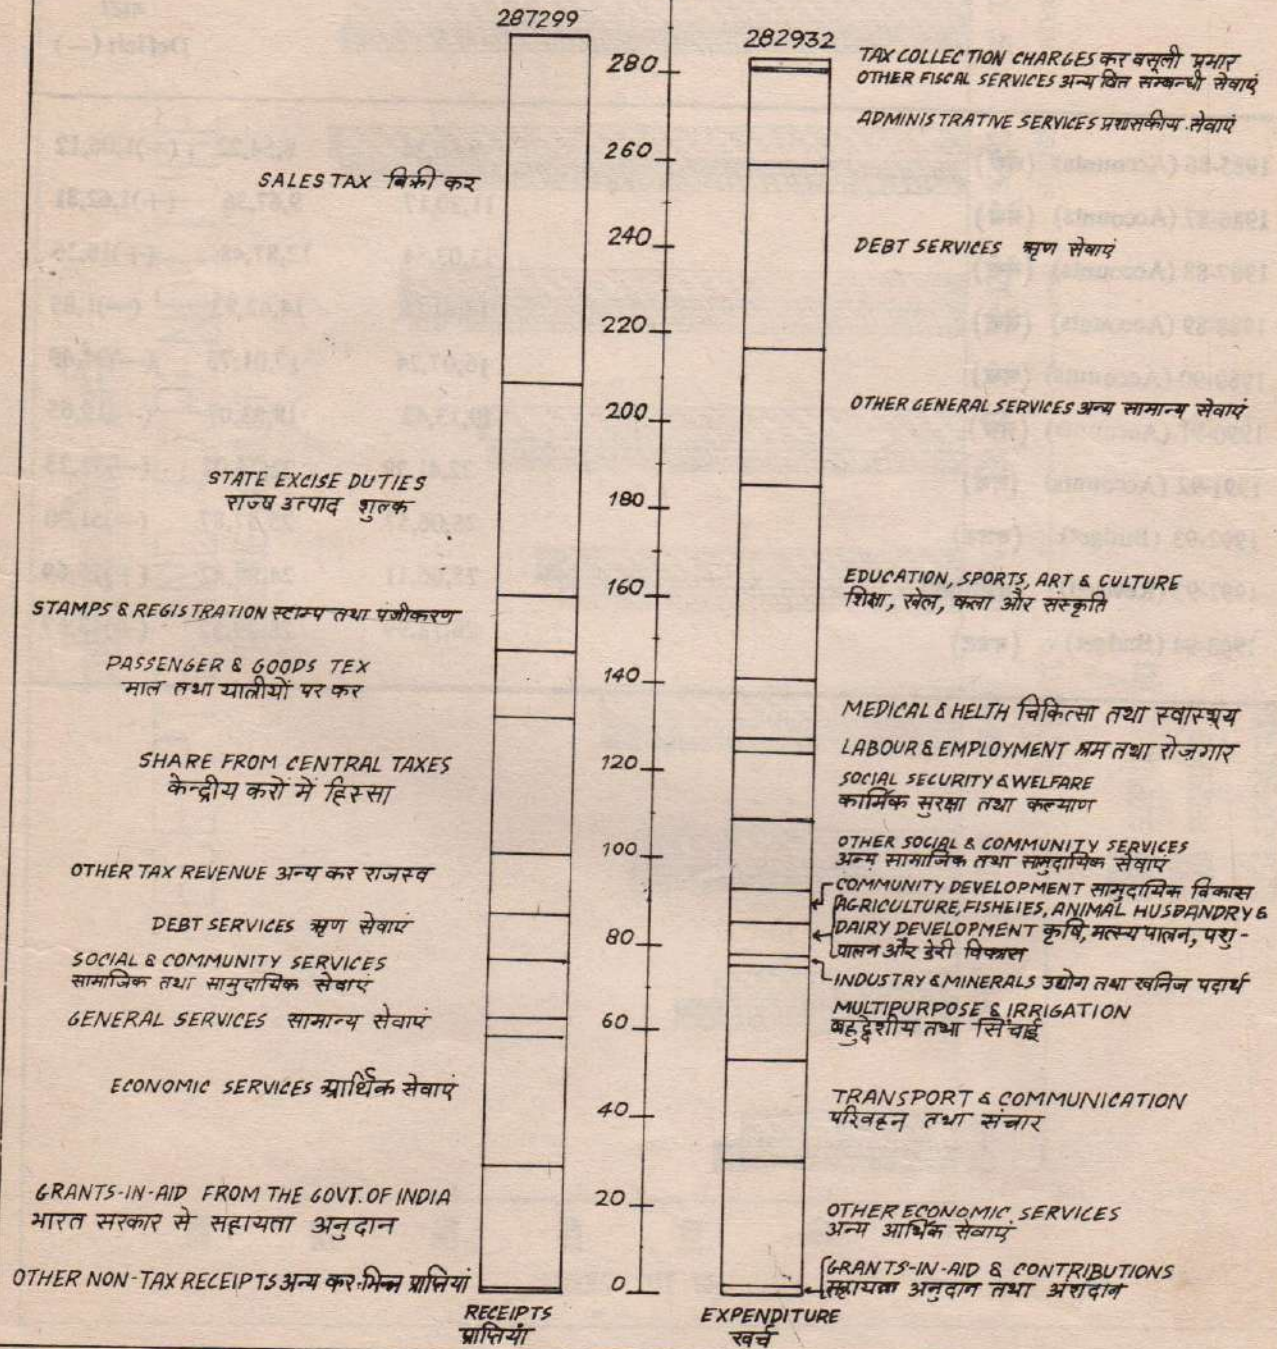 287299
282932
280
260
240
220
200
180
160
140
120
100
80
60
40
20
0
SALES TAX बिक्री कर
STATE EXCISE DUTIES
राज्य उत्पाद शुल्क
STAMPS & REGISTRATION स्टाम्प तथा पंजीकरण
PASSENGER & GOODS TEX
माल तथा यात्रीयों पर कर
SHARE FROM CENTRAL TAXES
केन्द्रीय करों में हिस्सा
OTHER TAX REVENUE अन्य कर राजस्व
DEBT SERVICES ऋण सेवाएं
SOCIAL & COMMUNITY SERVICES
सामाजिक तथा सामुदायिक सेवाएं
GENERAL SERVICES सामान्य सेवाएं
ECONOMIC SERVICES आर्थिक सेवाएं
GRANTS-IN-AID FROM THE GOVT. OF INDIA
भारत सरकार से सहायता अनुदान
OTHER NON-TAX RECEIPTS अन्य कर-भिन्न प्राप्तियां
RECEIPTS
प्राप्तियां
TAX COLLECTION CHARGES कर वसूली प्रभार
OTHER FISCAL SERVICES अन्य वित सम्बन्धी सेवाएं
ADMINISTRATIVE SERVICES प्रशासकीय सेवाएं
DEBT SERVICES ऋण सेवाएं
OTHER GENERAL SERVICES अन्य सामान्य सेवाएं
EDUCATION, SPORTS, ART & CULTURE
शिक्षा, खेल, कला और संस्कृति
MEDICAL & HELTH चिकित्सा तथा स्वास्थ्य
LABOUR & EMPLOYMENT श्रम तथा रोजगार
SOCIAL SECURITY & WELFARE
कार्मिक सुरक्षा तथा कल्याण
OTHER SOCIAL & COMMUNITY SERVICES
अन्य सामाजिक तथा सामुदायिक सेवाएं
COMMUNITY DEVELOPMENT सामुदायिक विकास
AGRICULTURE, FISHEIES, ANIMAL HUSBANDRY &
DAIRY DEVELOPMENT कृषि, मत्स्य पालन, पशु-
पालन और डेरी विकास
INDUSTRY & MINERALS उद्योग तथा खनिज पदार्थ
MULTIPURPOSE & IRRIGATION
बहुद्देशीय तथा सिंचाई
TRANSPORT & COMMUNICATION
परिवहन तथा संचार
OTHER ECONOMIC SERVICES
अन्य आर्थिक सेवाएं
GRANTS-IN-AID & CONTRIBUTIONS
सहायता अनुदान तथा अंशदान
EXPENDITURE
खर्च